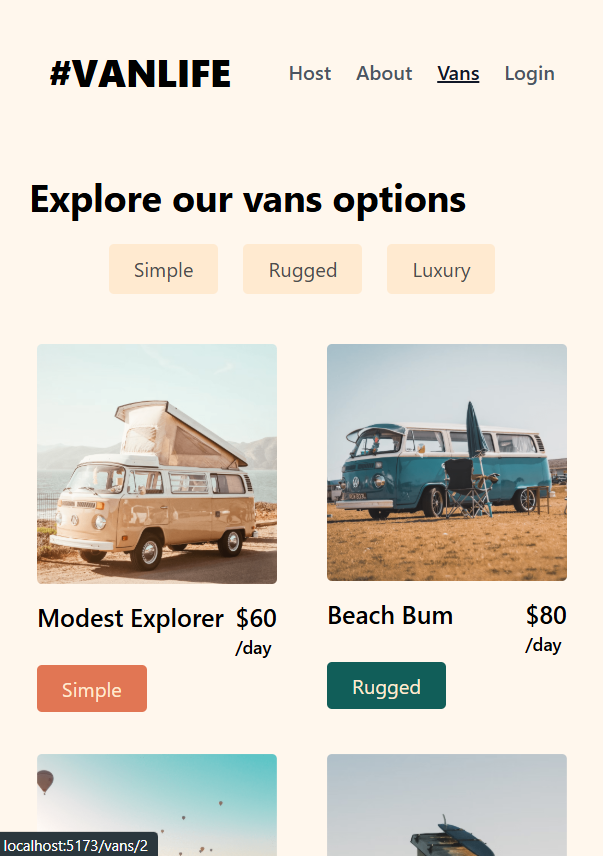 #VANLIFE
Host About Vans Login
Explore our vans options
Simple Rugged Luxury
Modest Explorer $60
/day
Simple
Beach Bum $80
/day
Rugged
localhost:5173/vans/2